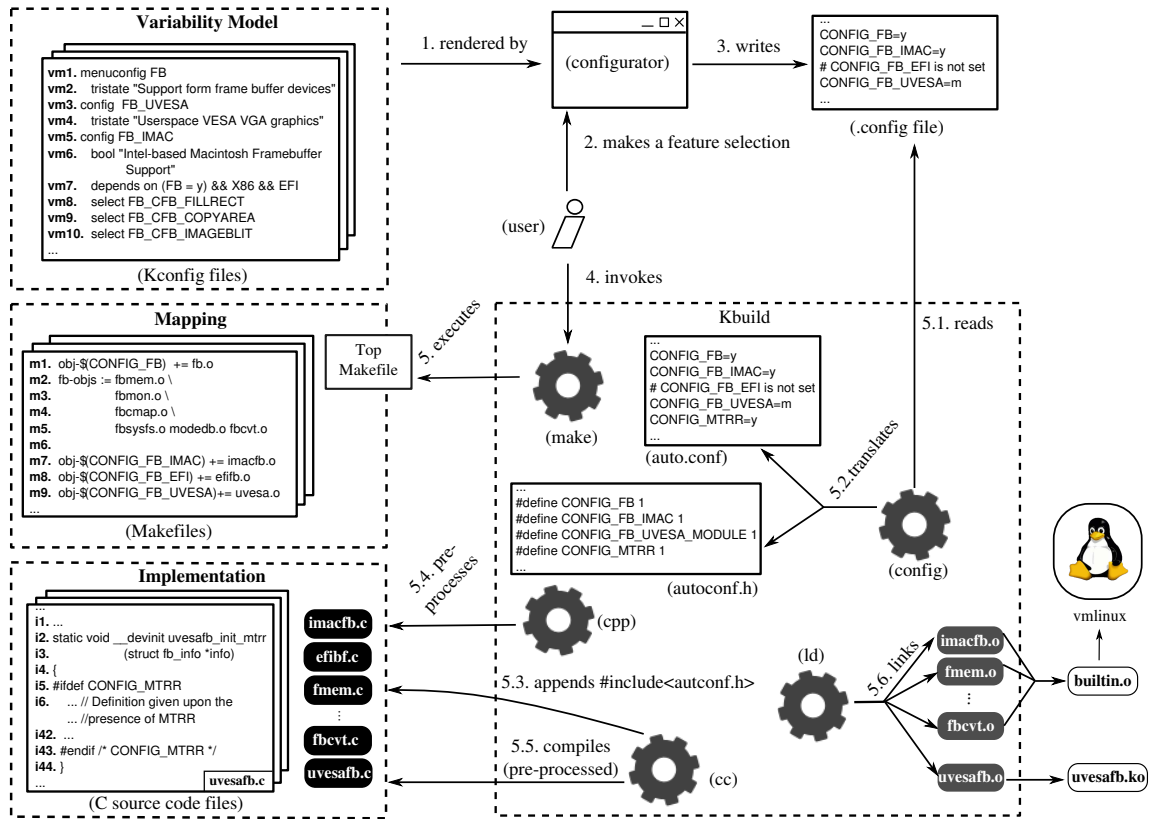 Variability Model
vm1. menuconfig FB
vm2. tristate "Support form frame buffer devices"
vm3. config FB_UVESA
vm4. tristate "Userspace VESA VGA graphics"
vm5. config FB_IMAC
vm6. bool "Intel-based Macintosh Framebuffer
Support"
vm7. depends on (FB = y) && X86 && EFI
vm8. select FB_CFB_FILLRECT
vm9. select FB_CFB_COPYAREA
vm10. select FB_CFB_IMAGEBLIT
...
(Kconfig files)
1. rendered by
(configurator)
3. writes
...
CONFIG_FB=y
CONFIG_FB_IMAC=y
# CONFIG_FB_EFI is not set
CONFIG_FB_UVESA=m
...
(.config file)
2. makes a feature selection
(user)
4. invokes
Mapping
m1. obj-$(CONFIG_FB) += fb.o
m2. fb-objs := fbmem.o \
m3. fbmon.o \
m4. fbcmap.o \
m5. fbsysfs.o modedb.o fbcvt.o
m6.
m7. obj-$(CONFIG_FB_IMAC) += imacfb.o
m8. obj-$(CONFIG_FB_EFI) += efifb.o
m9. obj-$(CONFIG_FB_UVESA)+= uvesa.o
...
(Makefiles)
Top
Makefile
5. executes
Kbuild
(make)
5.1. reads
...
CONFIG_FB=y
CONFIG_FB_IMAC=y
# CONFIG_FB_EFI is not set
CONFIG_FB_UVESA=m
CONFIG_MTRR=y
...
(auto.conf)
5.2.translates
...
#define CONFIG_FB 1
#define CONFIG_FB_IMAC 1
#define CONFIG_FB_UVESA_MODULE 1
#define CONFIG_MTRR 1
...
(autoconf.h)
(config)
Implementation
...
i1. ...
i2. static void __devinit uvesafb_init_mtrr
i3. (struct fb_info *info)
i4. {
i5. #ifdef CONFIG_MTRR
i6. ... // Definition given upon the
... //presence of MTRR
i42. ...
i43. #endif /* CONFIG_MTRR */
i44. }
...
uvesafb.c
(C source code files)
imacfb.c
efibf.c
fmem.c
...
fbcvt.c
uvesafb.c
5.4. pre-
processes
(cpp)
5.3. appends #include<autconf.h>
5.5. compiles
(pre-processed)
(cc)
(ld)
5.6. links
imacfb.o
fmem.o
...
fbcvt.o
uvesafb.o
vmlinux
builtin.o
uvesafb.ko